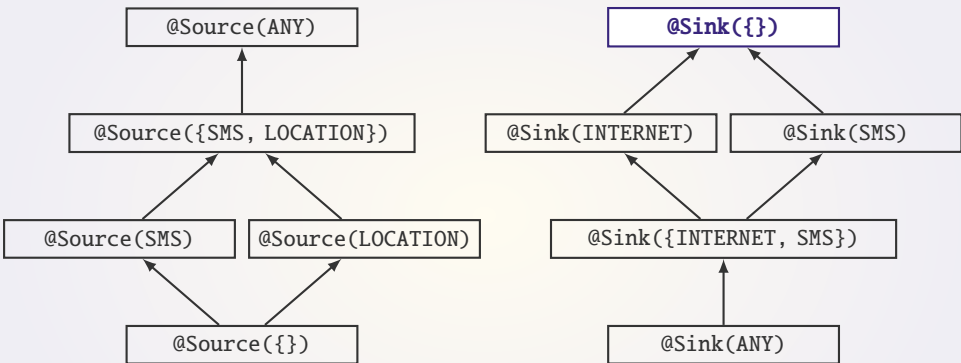 @Source(ANY)
@Source({SMS, LOCATION})
@Source(SMS)
@Source(LOCATION)
@Source({})
@Sink({})
@Sink(INTERNET)
@Sink(SMS)
@Sink({INTERNET, SMS})
@Sink(ANY)